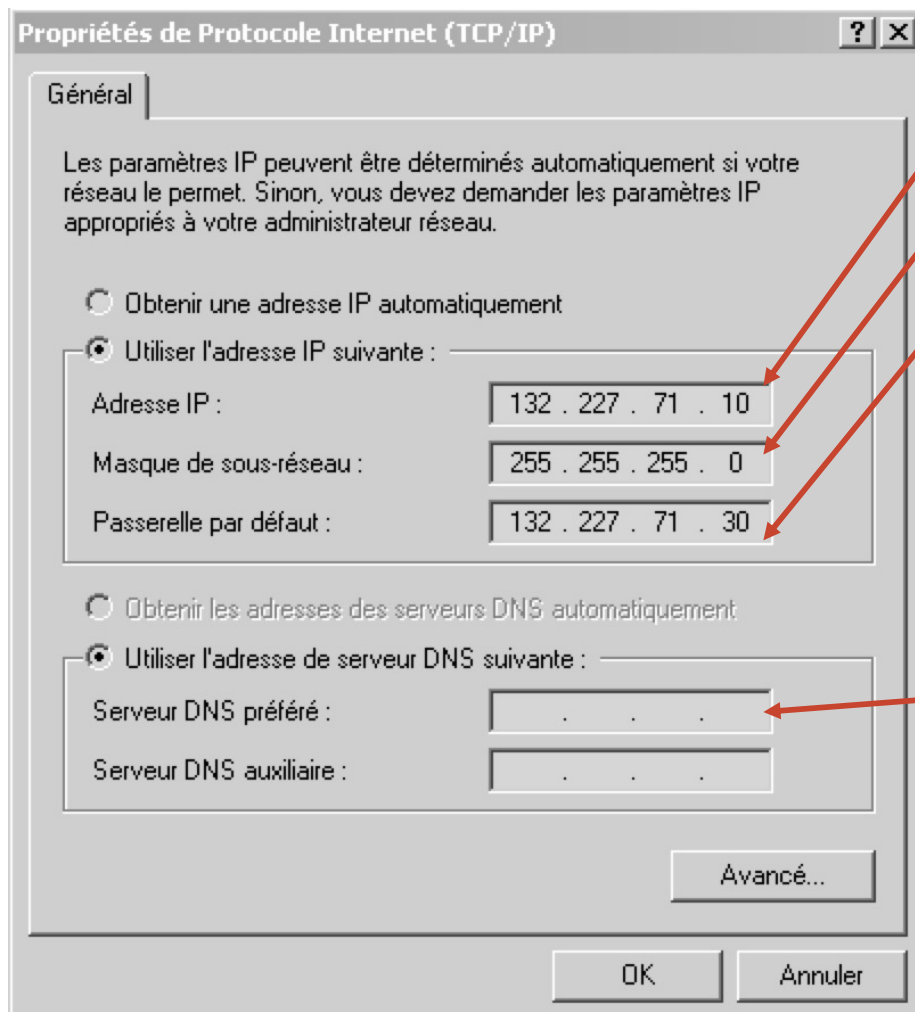 Propriétés de Protocole Internet (TCP/IP)
Général
Les paramètres IP peuvent être déterminés automatiquement si votre
réseau le permet. Sinon, vous devez demander les paramètres IP
appropriés à votre administrateur réseau.
Obtenir une adresse IP automatiquement
Utiliser l'adresse IP suivante :
Adresse IP : 132 . 227 . 71 . 10
Masque de sous-réseau : 255 . 255 . 255 . 0
Passerelle par défaut : 132 . 227 . 71 . 30
Obtenir les adresses des serveurs DNS automatiquement
Utiliser l'adresse de serveur DNS suivante :
Serveur DNS préféré : . . .
Serveur DNS auxiliaire : . . .
Avancé...
OK Annuler